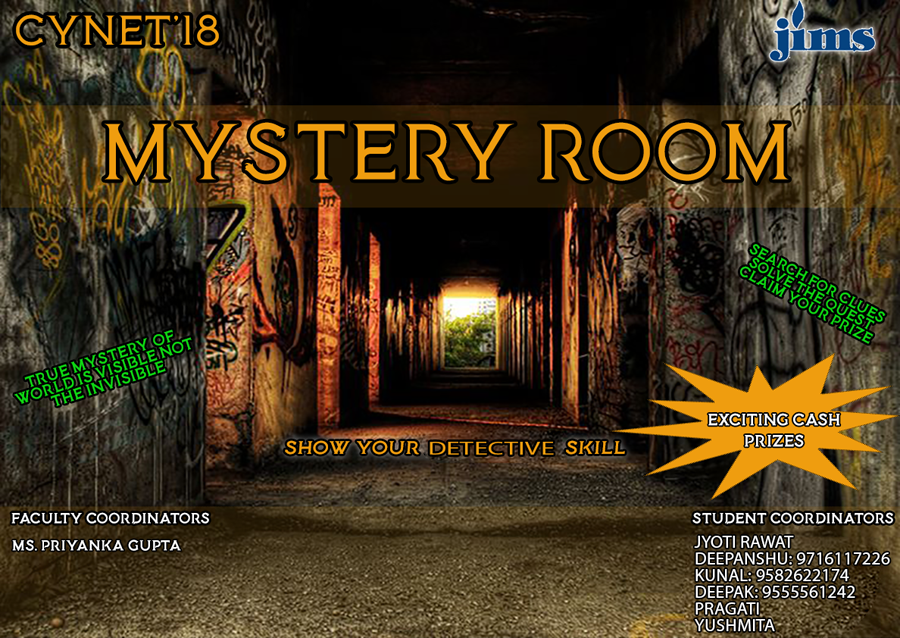 CYNET'18
jims
MYSTERY ROOM
SEARCH FOR CLUES
SOLVE THE QUEST
CLAIM YOUR PRIZE
TRUE MYSTERY OF
WORLD IS VISIBLE NOT
THE INVISIBLE
EXCITING CASH
PRIZES
SHOW YOUR DETECTIVE SKILL
FACULTY COORDINATORS
MS. PRIYANKA GUPTA
STUDENT COORDINATORS
JYOTI RAWAT
DEEPANSHU: 9716117226
KUNAL: 9582622174
DEEPAK: 9555561242
PRAGATI
YUSHMITA